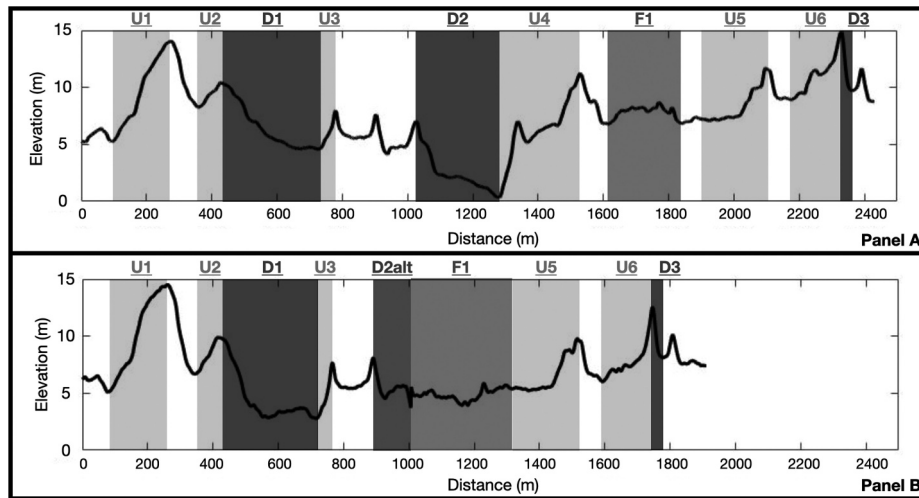 U1 U2 D1 U3 D2 U4 F1 U5 U6 D3
15
10
5
0
Elevation (m)
0 200 400 600 800 1000 1200 1400 1600 1800 2000 2200 2400
Distance (m)
Panel A
U1 U2 D1 U3 D2alt F1 U5 U6 D3
15
10
5
0
Elevation (m)
0 200 400 600 800 1000 1200 1400 1600 1800 2000 2200 2400
Distance (m)
Panel B